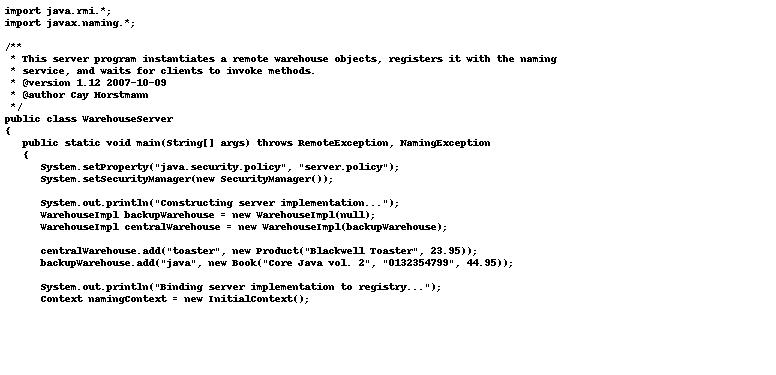 import java.rmi.*;
import javax.naming.*;
/**
* This server program instantiates a remote warehouse objects, registers it with the naming
* service, and waits for clients to invoke methods.
* @version 1.12 2007-10-09
* @author Cay Horstmann
*/
public class WarehouseServer
{
public static void main(String[] args) throws RemoteException, NamingException
{
System.setProperty("java.security.policy", "server.policy");
System.setSecurityManager(new SecurityManager());
System.out.println("Constructing server implementation...");
WarehouseImpl backupWarehouse = new WarehouseImpl(null);
WarehouseImpl centralWarehouse = new WarehouseImpl(backupWarehouse);
centralWarehouse.add("toaster", new Product("Blackwell Toaster", 23.95));
backupWarehouse.add("java", new Book("Core Java vol. 2", "0132354799", 44.95));
System.out.println("Binding server implementation to registry...");
Context namingContext = new InitialContext();